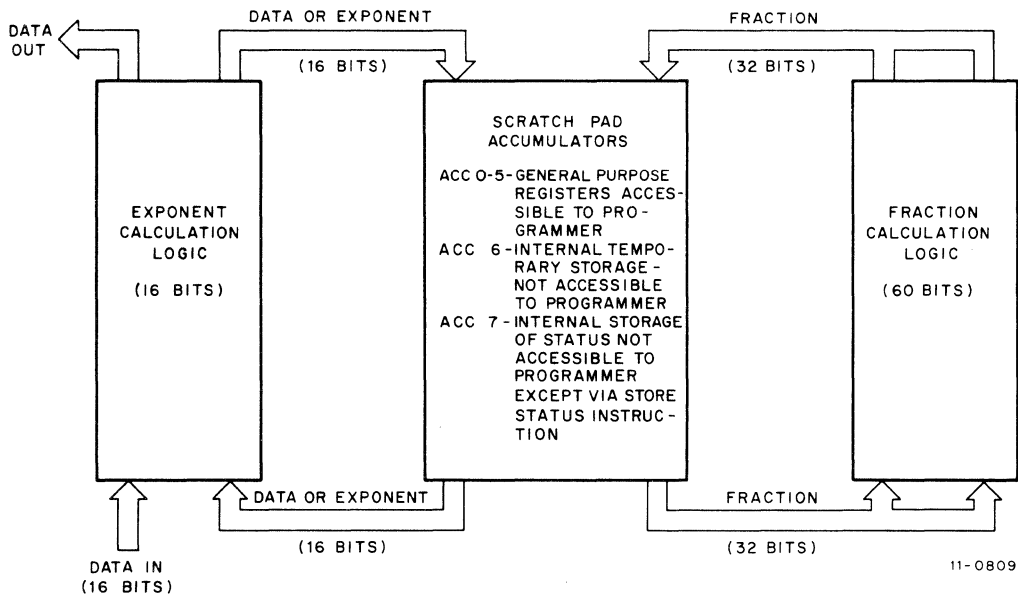 DATA
OUT
DATA OR EXPONENT
(16 BITS)
FRACTION
(32 BITS)
EXPONENT
CALCULATION
LOGIC
(16 BITS)
SCRATCH PAD
ACCUMULATORS
ACC 0-5-GENERAL PURPOSE
REGISTERS ACCES-
SIBLE TO PRO-
GRAMMER
ACC 6-INTERNAL TEMPO-
RARY STORAGE-
NOT ACCESSIBLE
TO PROGRAMMER
ACC 7-INTERNAL STORAGE
OF STATUS NOT
ACCESSIBLE TO
PROGRAMMER
EXCEPT VIA STORE
STATUS INSTRUC-
TION
FRACTION
CALCULATION
LOGIC
(60 BITS)
DATA OR EXPONENT
(16 BITS)
FRACTION
(32 BITS)
DATA IN
(16 BITS)
11-0809